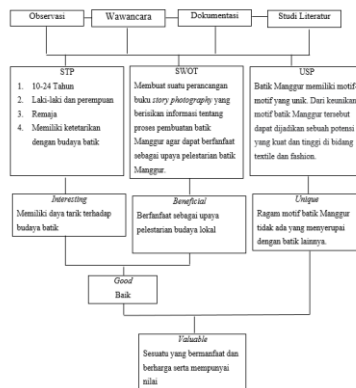 Observasi
Wawancara
Dokumentasi
Studi Literatur
STP
1. 10-24 Tahun
2. Laki-laki dan perempuan
3. Remaja
4. Memiliki ketetarikan
dengan budaya batik
SWOT
Membuat suatu perancangan
buku story photography yang
berisikan informasi tentang
proses pembuatan batik
Manggur agar dapat berfanfaat
sebagai upaya pelestarian batik
Manggur.
USP
Batik Manggur memiliki motif-
motif yang unik. Dari keunikan
motif batik Manggur tersebut
dapat dijadikan sebuah potensi
yang kuat dan tinggi di bidang
textile dan fashion.
Interesting
Memiliki daya tarik terhadap
budaya batik
Beneficial
Berfanfaat sebagai upaya
pelestarian budaya lokal
Unique
Ragam motif batik Manggur
tidak ada yang menyerupai
dengan batik lainnya.
Good
Baik
Valuable
Sesuatu yang bermanfaat dan
berharga serta mempunyai
nilai